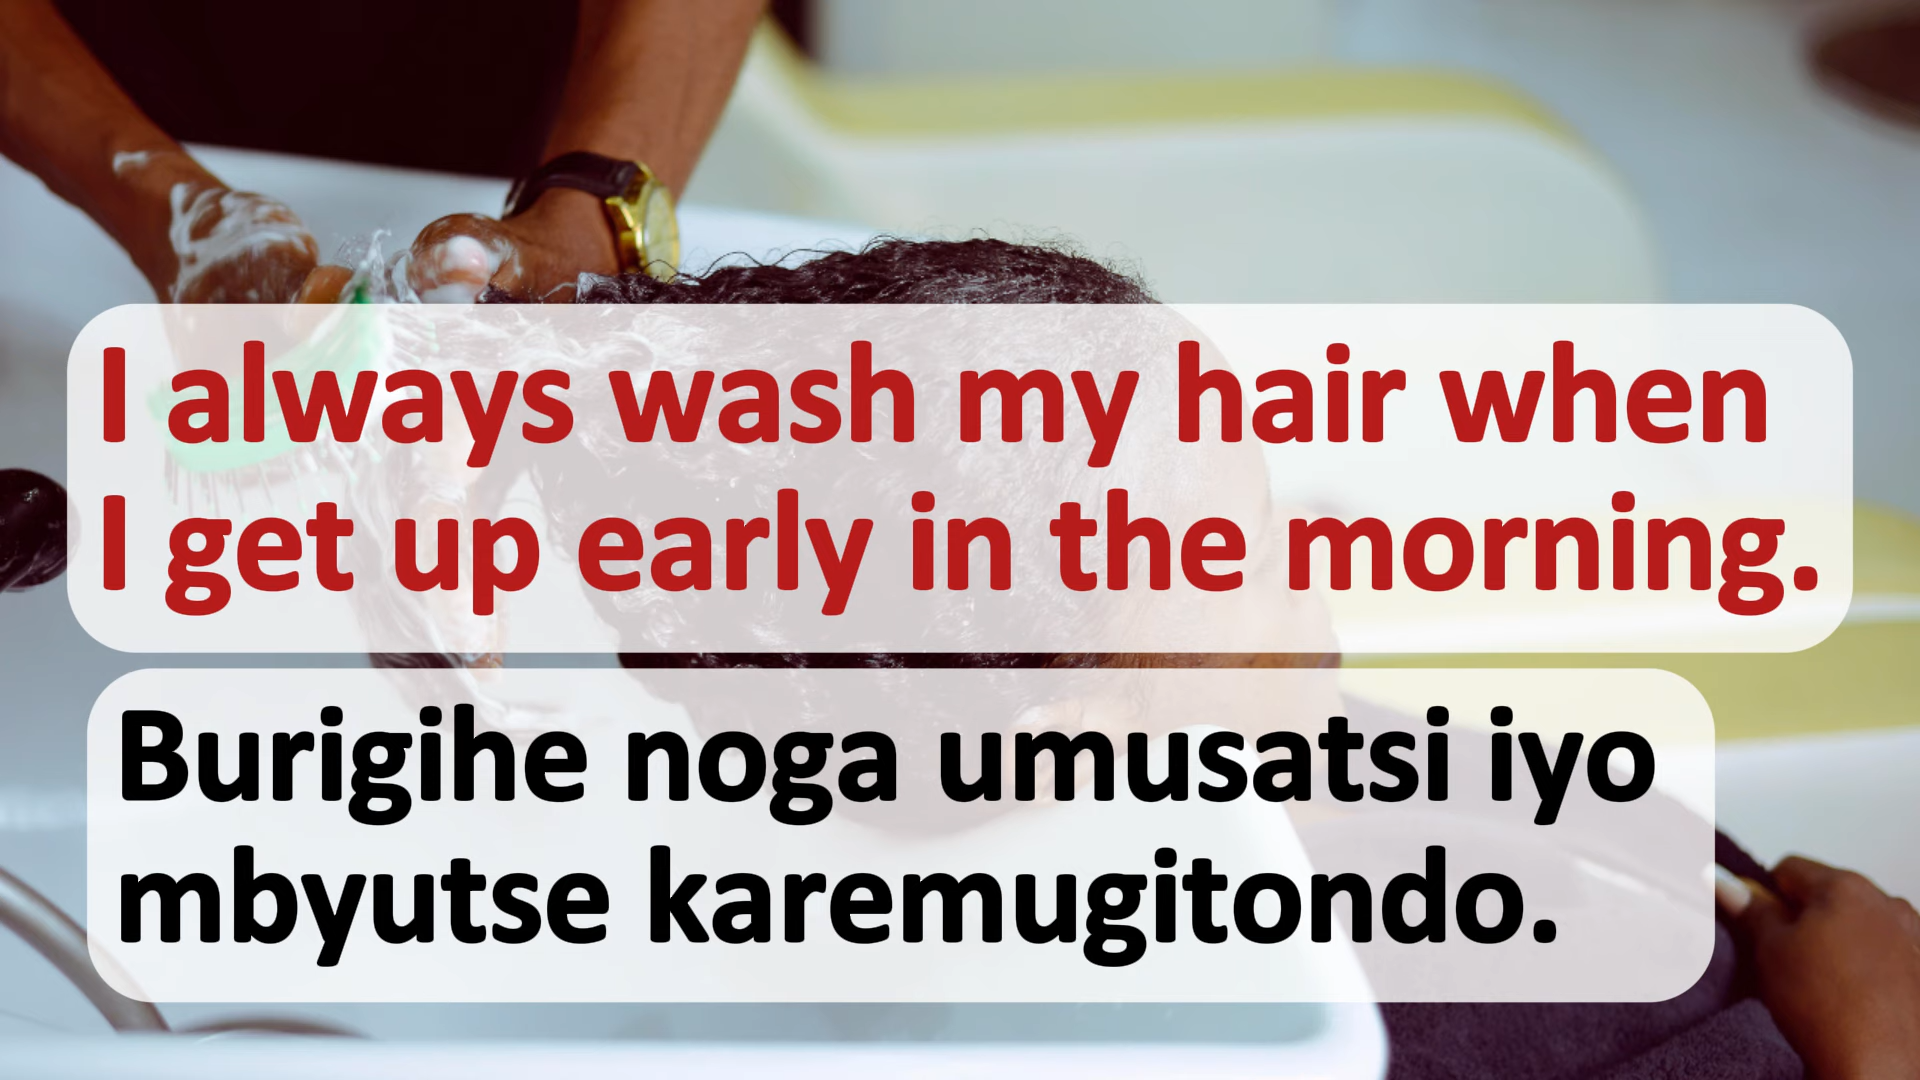 I always wash my hair when
I get up early in the morning.
Burigihe noga umusatsi iyo
mbyutse karemugitondo.